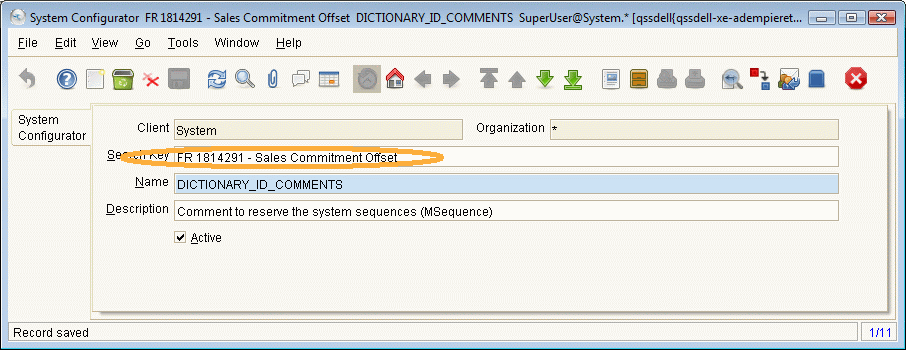 System Configurator FR 1814291 - Sales Commitment Offset DICTIONARY_ID_COMMENTS SuperUser@System.* [qssdell{qssdell-xe-adempieret...
File Edit View Go Tools Window Help
System Configurator
Client System Organization *
Search Key FR 1814291 - Sales Commitment Offset
Name DICTIONARY_ID_COMMENTS
Description Comment to reserve the system sequences (MSequence)
Active
Record saved 1/11